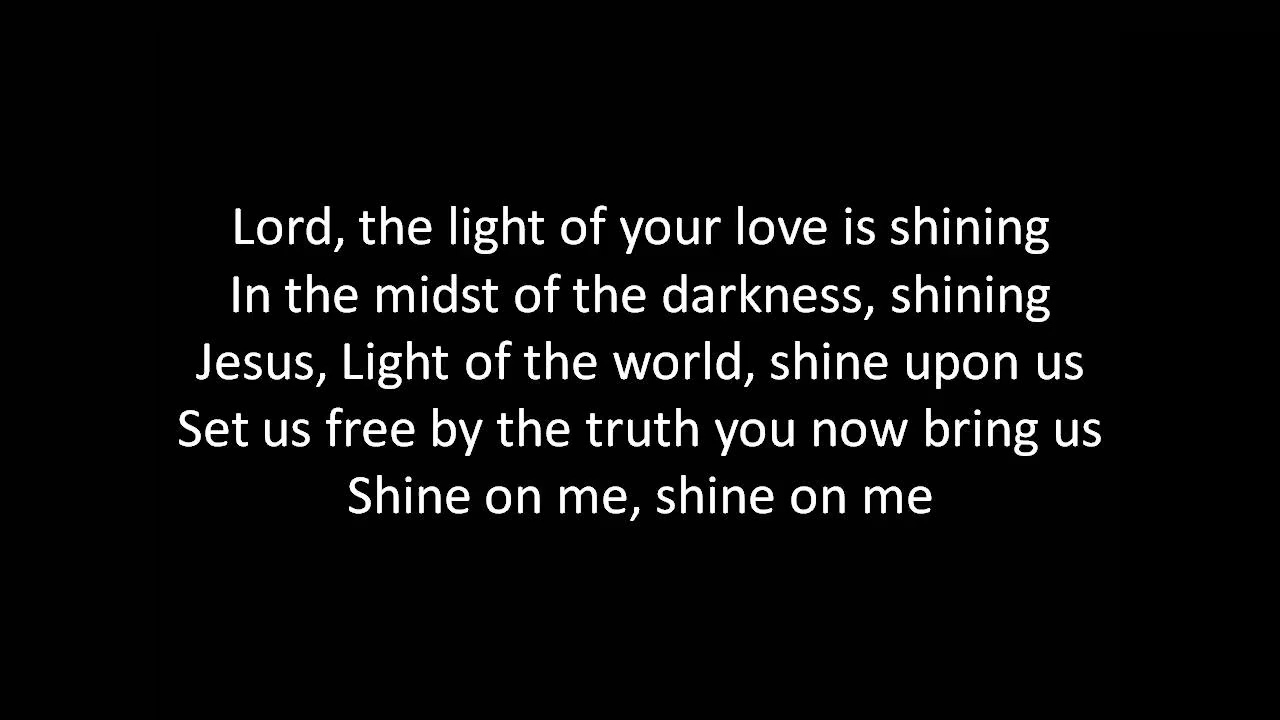 Lord, the light of your love is shining
In the midst of the darkness, shining
Jesus, Light of the world, shine upon us
Set us free by the truth you now bring us
Shine on me, shine on me